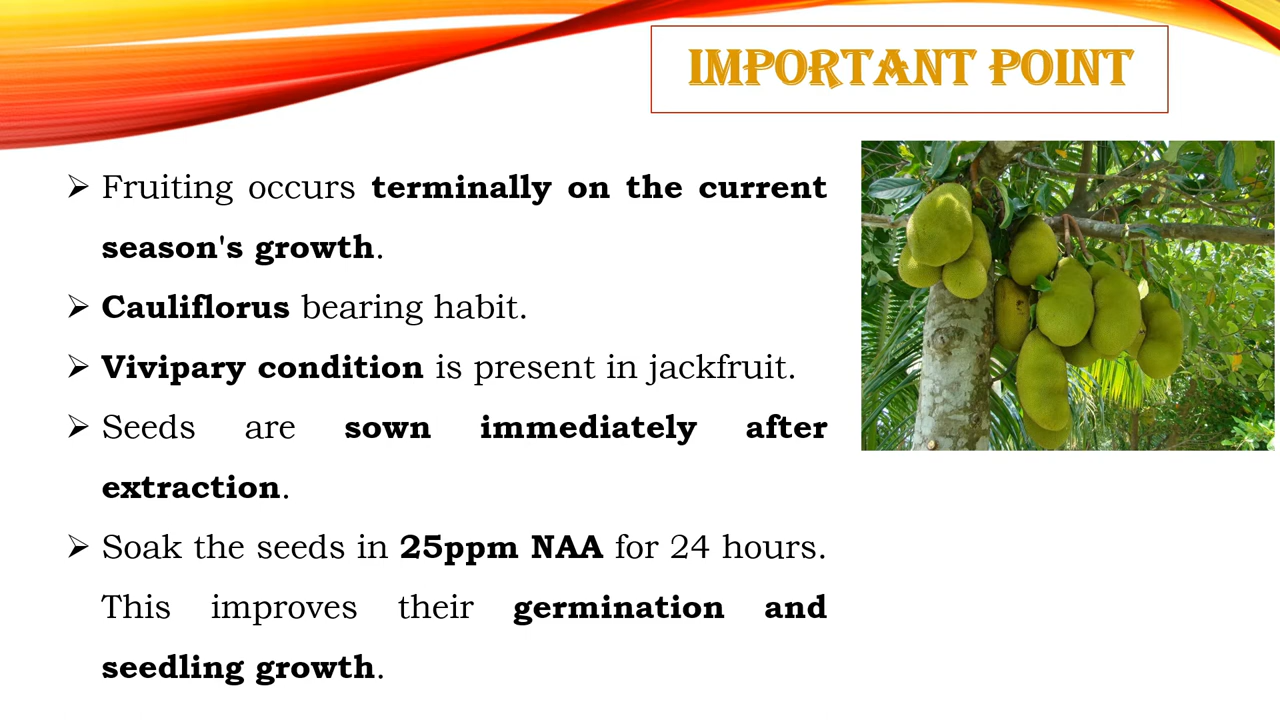 IMPORTANT POINT
➢ Fruiting occurs terminally on the current
season's growth.
➢ Cauliflorus bearing habit.
➢ Vivipary condition is present in jackfruit.
➢ Seeds are sown immediately after
extraction.
➢ Soak the seeds in 25ppm NAA for 24 hours.
This improves their germination and
seedling growth.